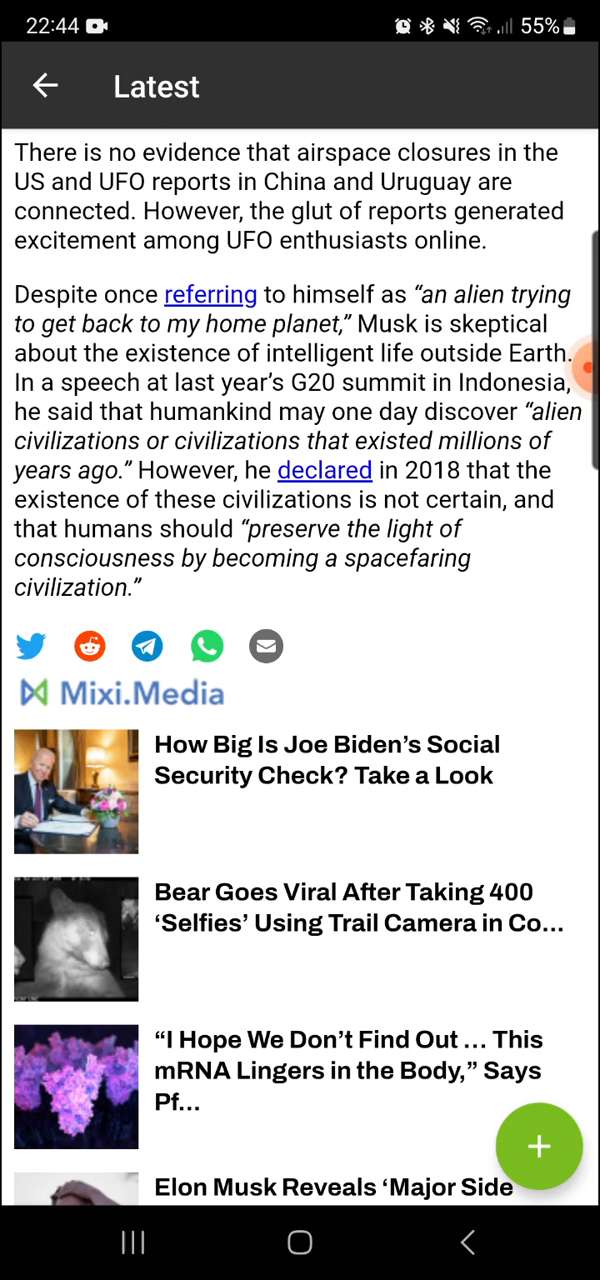 22:44
55%
Latest
There is no evidence that airspace closures in the
US and UFO reports in China and Uruguay are
connected. However, the glut of reports generated
excitement among UFO enthusiasts online.
Despite once referring to himself as “an alien trying
to get back to my home planet,” Musk is skeptical
about the existence of intelligent life outside Earth.
In a speech at last year’s G20 summit in Indonesia,
he said that humankind may one day discover “alien
civilizations or civilizations that existed millions of
years ago.” However, he declared in 2018 that the
existence of these civilizations is not certain, and
that humans should “preserve the light of
consciousness by becoming a spacefaring
civilization.”
Mixi.Media
How Big Is Joe Biden’s Social
Security Check? Take a Look
Bear Goes Viral After Taking 400
‘Selfies’ Using Trail Camera in Co...
“I Hope We Don’t Find Out ... This
mRNA Lingers in the Body,” Says
Pf...
Elon Musk Reveals ‘Major Side